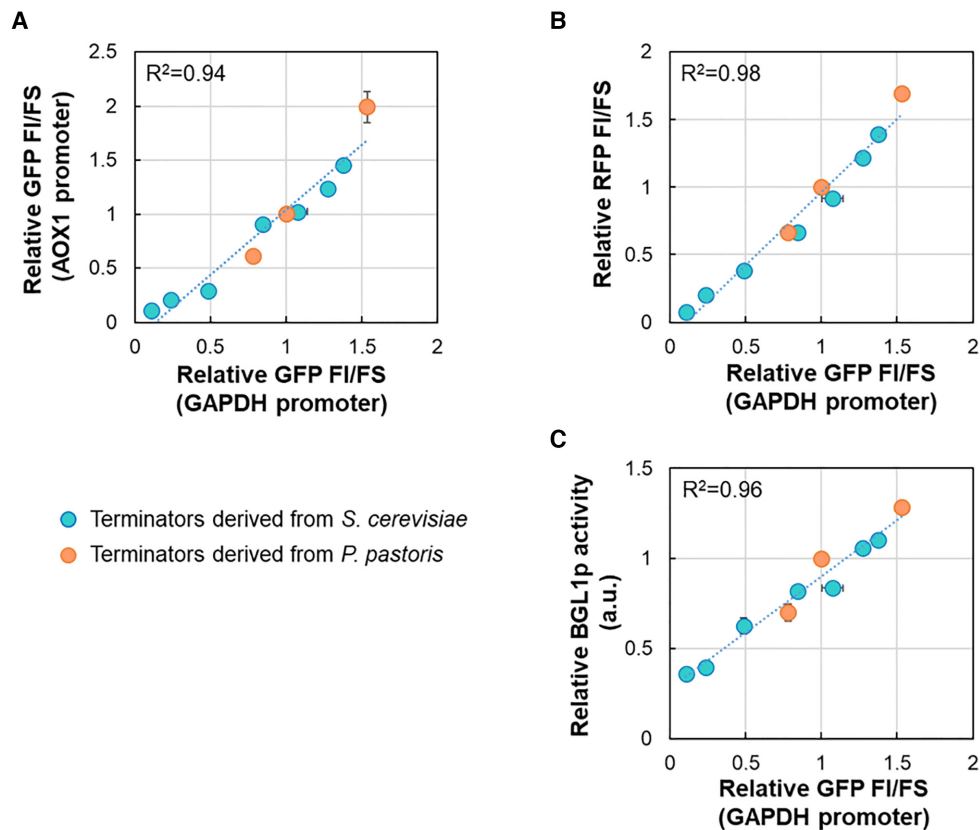 A
R²=0.94
2.5
2
1.5
1
0.5
0
0 0.5 1 1.5 2
Relative GFP FI/FS
(AOX1 promoter)
Relative GFP FI/FS
(GAPDH promoter)
B
R²=0.98
2
1.5
1
0.5
0
0 0.5 1 1.5 2
Relative RFP FI/FS
Relative GFP FI/FS
(GAPDH promoter)
Terminators derived from S. cerevisiae
Terminators derived from P. pastoris
C
R²=0.96
1.5
1
0.5
0
0 0.5 1 1.5 2
Relative BGL1p activity
(a.u.)
Relative GFP FI/FS
(GAPDH promoter)